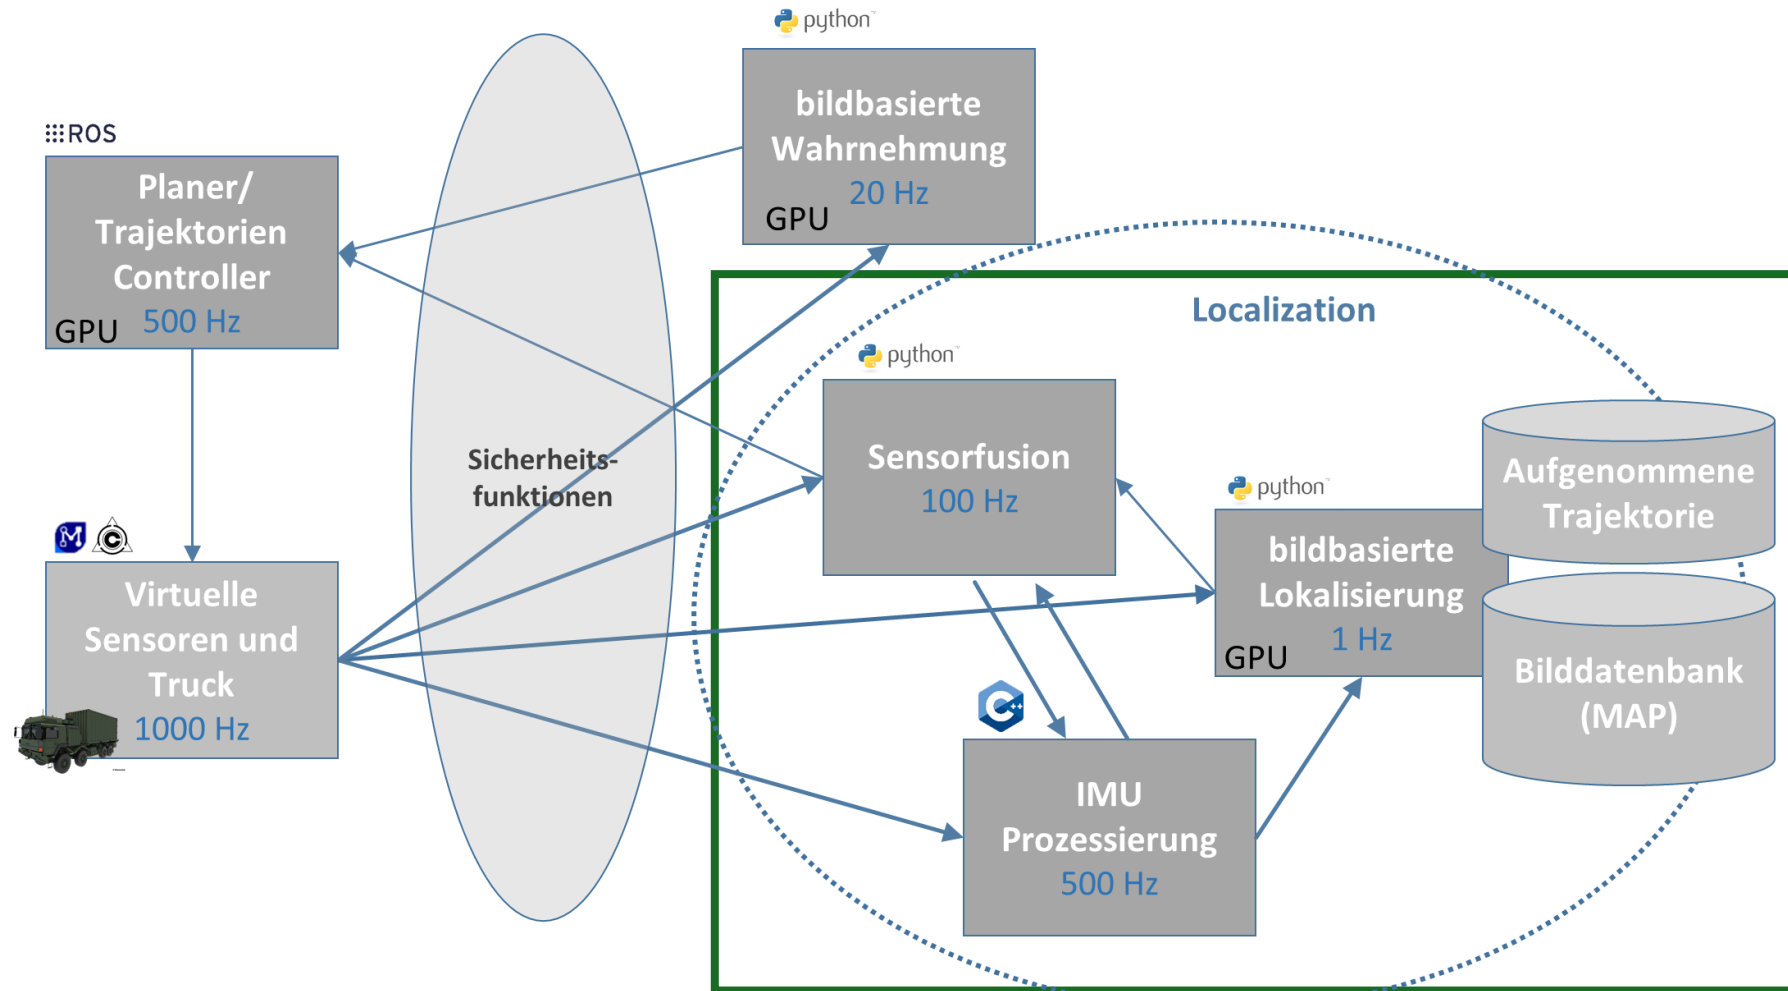 python
bildbasierte
Wahrnehmung
20 Hz
GPU
ROS
Planer/
Trajektorien
Controller
500 Hz
GPU
Localization
python
Sensorfusion
100 Hz
Sicherheits-
funktionen
Aufgenommene
Trajektorie
python
bildbasierte
Lokalisierung
1 Hz
GPU
Bilddatenbank
(MAP)
M
C
Virtuelle
Sensoren und
Truck
1000 Hz
C++
IMU
Prozessierung
500 Hz